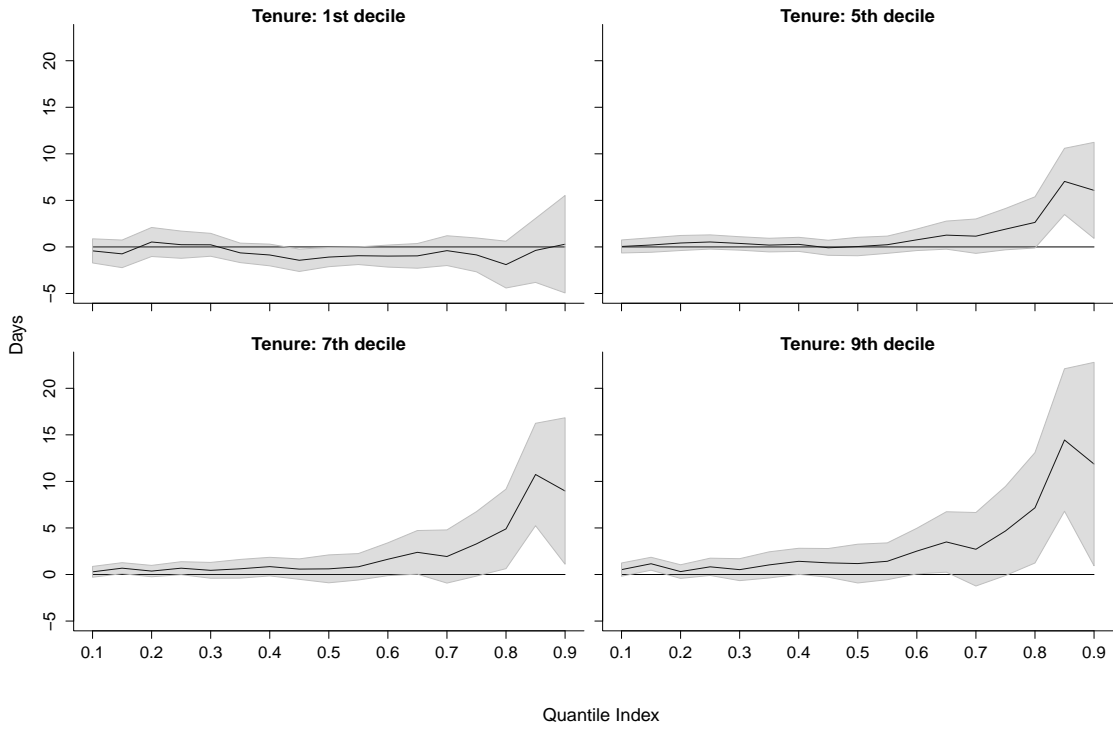 Tenure: 1st decile
Tenure: 5th decile
20
15
10
5
0
−5
Tenure: 7th decile
Tenure: 9th decile
20
15
10
5
0
−5
0.1 0.2 0.3 0.4 0.5 0.6 0.7 0.8 0.9
0.1 0.2 0.3 0.4 0.5 0.6 0.7 0.8 0.9
Days
Quantile Index